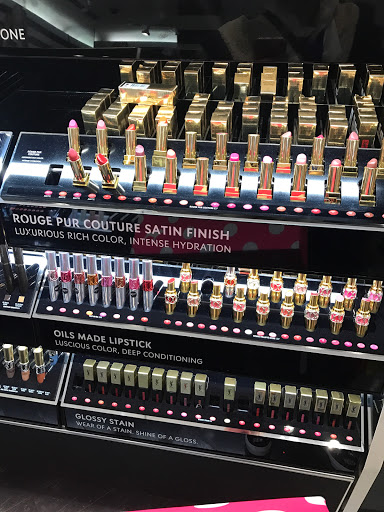 ONE
ROUGE PUR COUTURE SATIN FINISH
LUXURIOUS RICH COLOR, INTENSE HYDRATION
OILS MADE LIPSTICK
LUSCIOUS COLOR, DEEP CONDITIONING
GLOSSY STAIN
WEAR OF A STAIN. SHINE OF A GLOSS.